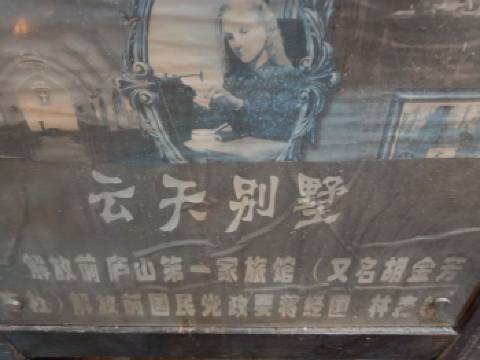 云天别墅
解放前庐山第一家旅馆（又名胡金芳
社）解放前国民党政要蒋经国 林